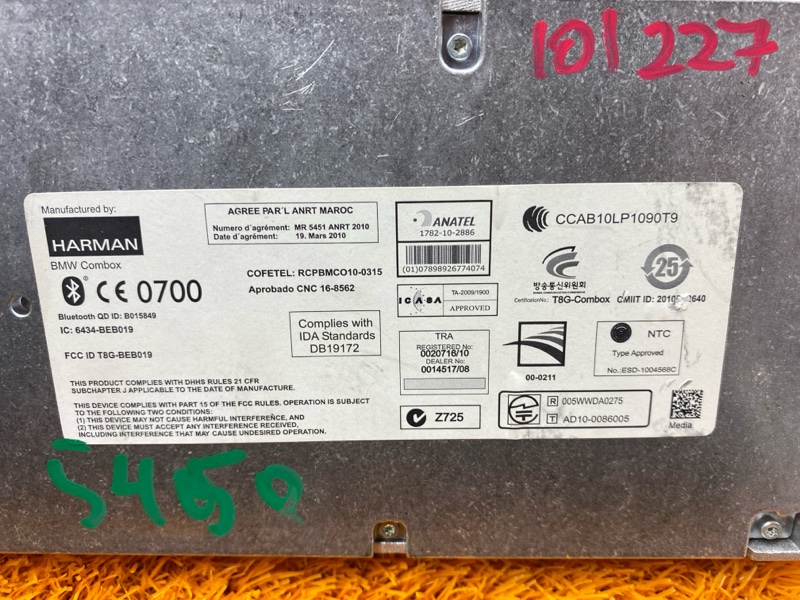 101227
Manufactured by:
HARMAN
BMW Combox
CE 0700
Bluetooth QD ID: B015849
IC: 6434-BEB019
FCC ID T8G-BEB019
AGREE PAR'L ANRT MAROC
Numero d'agrément: MR 5451 ANRT 2010
Date d'agrément: 19. Mars 2010
COFETEL: RCPBMCO10-0315
Aprobado CNC 16-8562
Complies with
IDA Standards
DB19172
THIS PRODUCT COMPLIES WITH DHHS RULES 21 CFR
SUBCHAPTER J APPLICABLE TO THE DATE OF MANUFACTURE.
THIS DEVICE COMPLIES WITH PART 15 OF THE FCC RULES. OPERATION IS SUBJECT
TO THE FOLLOWING TWO CONDITIONS:
(1) THIS DEVICE MAY NOT CAUSE HARMFUL INTERFERENCE, AND
(2) THIS DEVICE MUST ACCEPT ANY INTERFERENCE RECEIVED,
INCLUDING INTERFERENCE THAT MAY CAUSE UNDESIRED OPERATION.
ANATEL
1782-10-2886
(01)07898926774074
ICASA
TA-2009/1900
APPROVED
TRA
REGISTERED No:
0020716/10
DEALER No:
0014517/08
Z725
CCAB10LP1090T9
방송통신위원회
CertificationNo.: T8G-Combox
25
CMIIT ID:
00-0211
NTC
Type Approved
No.:ESD-1004568C
R 005WWDA0275
T AD10-0086005
Media
5450